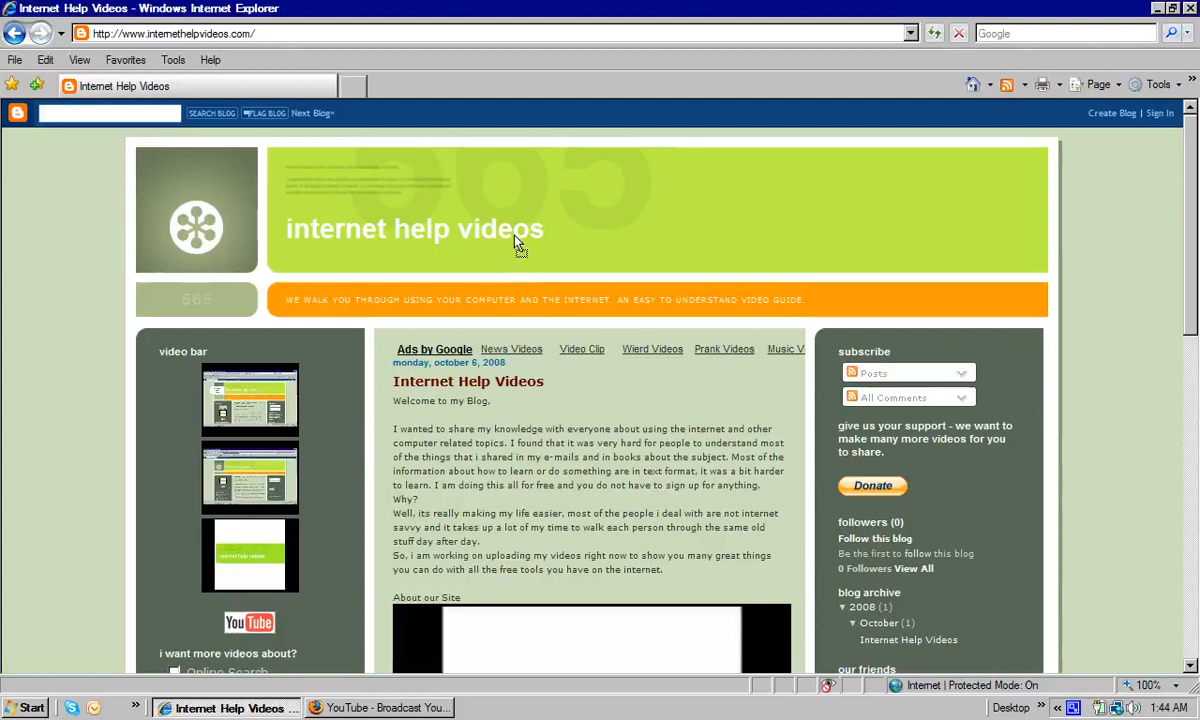 Internet Help Videos - Windows Internet Explorer
http://www.internethelpvideos.com/
Google
File Edit View Favorites Tools Help
Internet Help Videos
Page Tools
SEARCH BLOG FLAG BLOG Next Blog»
Create Blog | Sign In
565
internet help videos
565
WE WALK YOU THROUGH USING YOUR COMPUTER AND THE INTERNET. AN EASY TO UNDERSTAND VIDEO GUIDE.
video bar
You Tube
i want more videos about?
Online Search
Ads by Google News Videos Video Clip Wierd Videos Prank Videos Music V
monday, october 6, 2008
Internet Help Videos
Welcome to my Blog,
I wanted to share my knowledge with everyone about using the internet and other
computer related topics. I found that it was very hard for people to understand most
of the things that i shared in my e-mails and in books about the subject. Most of the
information about how to learn or do something are in text format, it was a bit harder
to learn. I am doing this all for free and you do not have to sign up for anything.
Why?
Well, its really making my life easier, most of the people i deal with are not internet
savvy and it takes up a lot of my time to walk each person through the same old
stuff day after day.
So, i am working on uploading my videos right now to show you many great things
you can do with all the free tools you have on the internet.
About our Site
subscribe
Posts
All Comments
give us your support - we want to
make many more videos for you
to share.
Donate
followers (0)
Follow this blog
Be the first to follow this blog
0 Followers View All
blog archive
▼ 2008 (1)
▼ October (1)
Internet Help Videos
our friends
Internet | Protected Mode: On
100%
Start
Internet Help Videos ...
YouTube - Broadcast You...
Desktop
1:44 AM